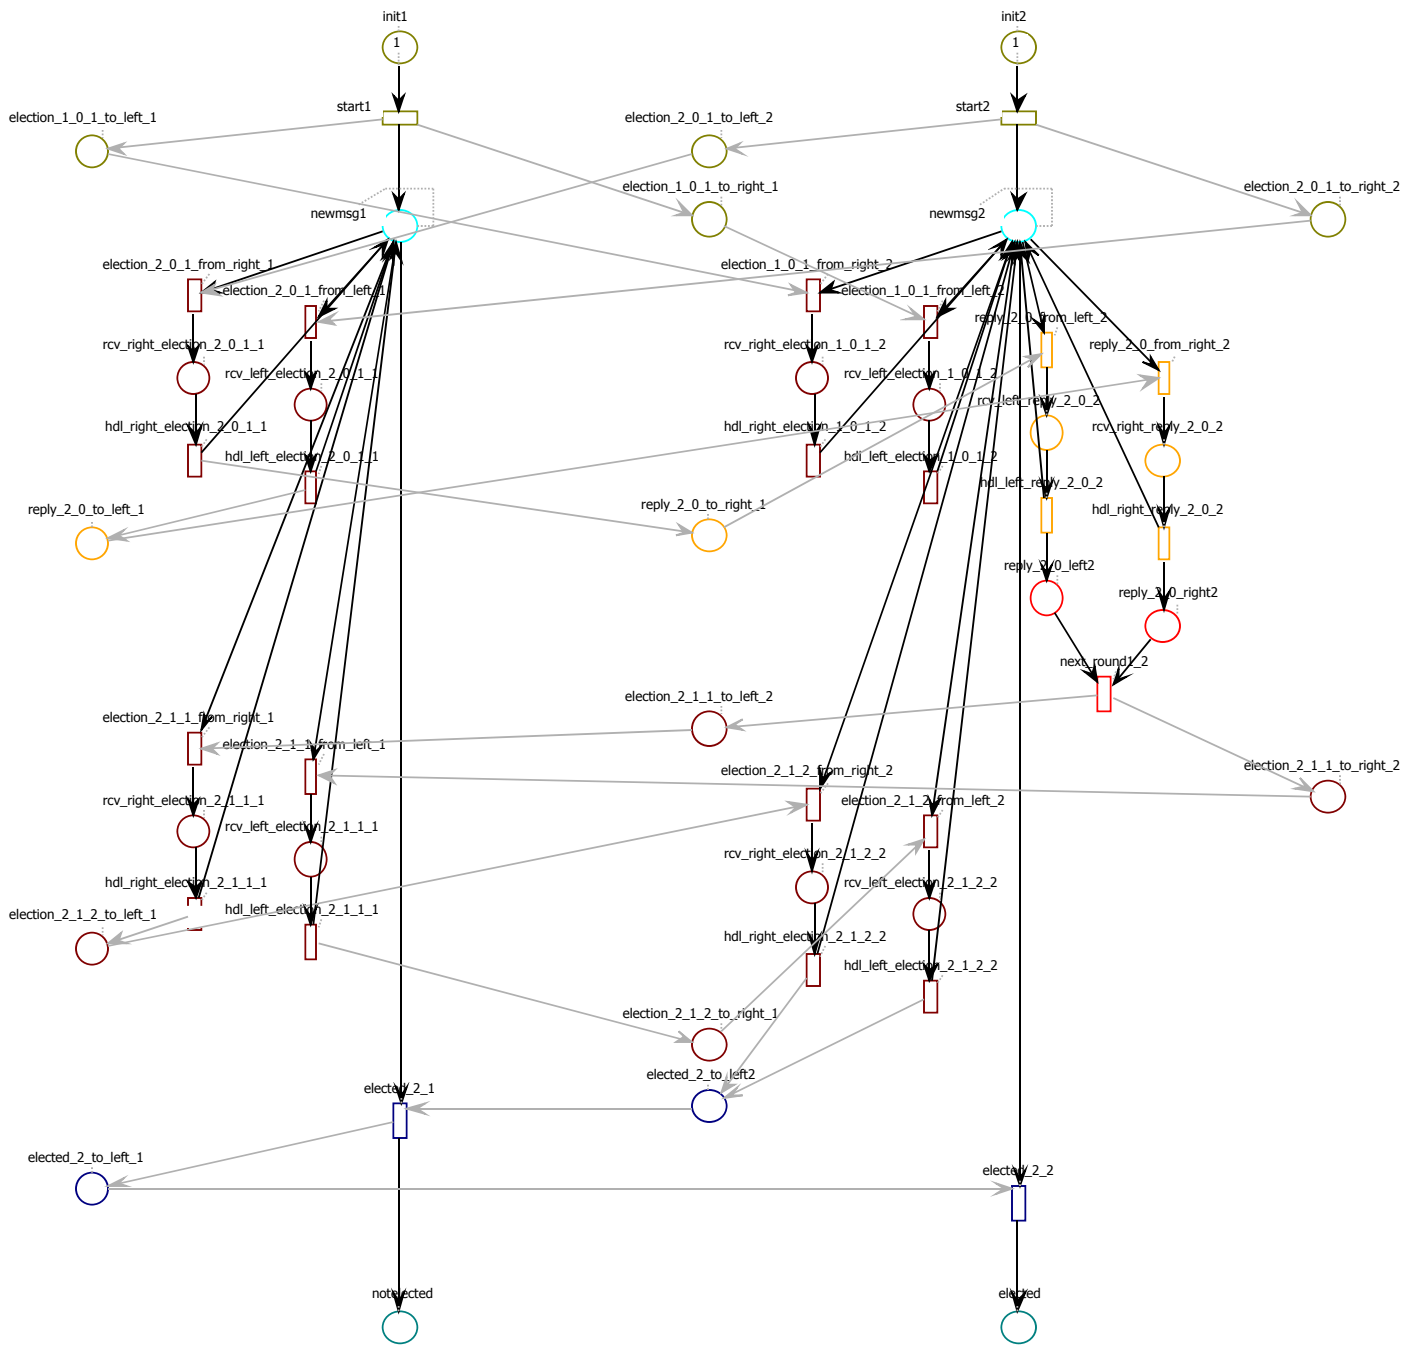 init1
init2
1
1
start1
start2
election_1_0_1_to_left_1
election_2_0_1_to_left_2
election_1_0_1_to_right_1
election_2_0_1_to_right_2
newmsg1
newmsg2
election_2_0_1_from_right_1
election_1_0_1_from_right_2
election_2_0_1_from_left_1
election_1_0_1_from_left_2
reply_2_0_from_left_2
rcv_right_election_2_0_1_1
rcv_right_election_1_0_1_2
reply_2_0_from_right_2
rcv_left_election_2_0_1_1
rcv_left_election_1_0_1_2
rcv_left_reply_2_0_2
hdl_right_election_2_0_1_1
hdl_right_election_1_0_1_2
rcv_right_reply_2_0_2
hdl_left_election_2_0_1_1
hdl_left_election_1_0_1_2
hdl_left_reply_2_0_2
reply_2_0_to_left_1
reply_2_0_to_right_1
hdl_right_reply_2_0_2
reply_2_0_left2
reply_2_0_right2
next_round1_2
election_2_1_1_to_left_2
election_2_1_1_from_right_1
election_2_1_1_from_left_1
election_2_1_2_from_right_2
election_2_1_1_to_right_2
rcv_right_election_2_1_1_1
election_2_1_2_from_left_2
rcv_left_election_2_1_1_1
rcv_right_election_2_1_2_2
hdl_right_election_2_1_1_1
rcv_left_election_2_1_2_2
election_2_1_2_to_left_1
hdl_left_election_2_1_1_1
hdl_right_election_2_1_2_2
hdl_left_election_2_1_2_2
election_2_1_2_to_right_1
elected_2_to_left2
elected_2_1
elected_2_to_left_1
elected_2_2
notelected
elected